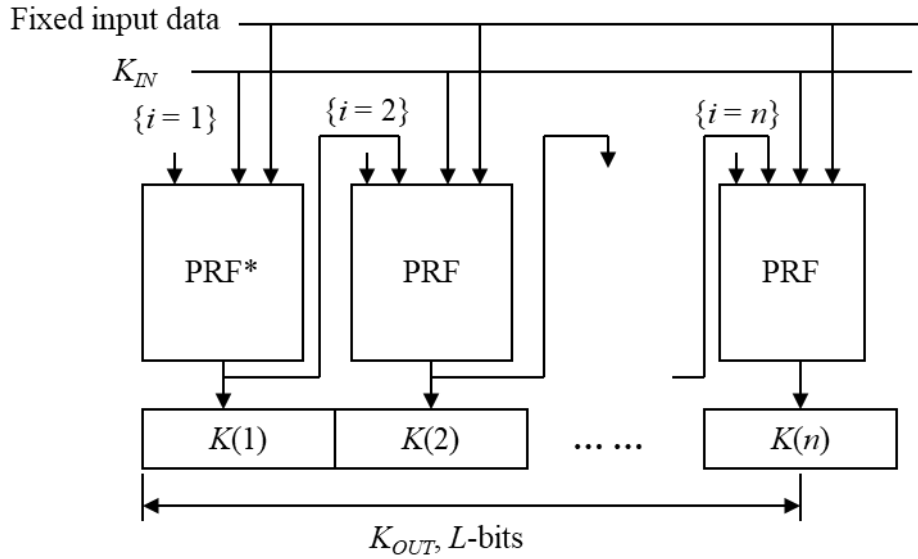 Fixed input data
K_IN
{i = 1} {i = 2} {i = n}
PRF* PRF PRF
K(1) K(2) ... ... K(n)
K_OUT, L-bits